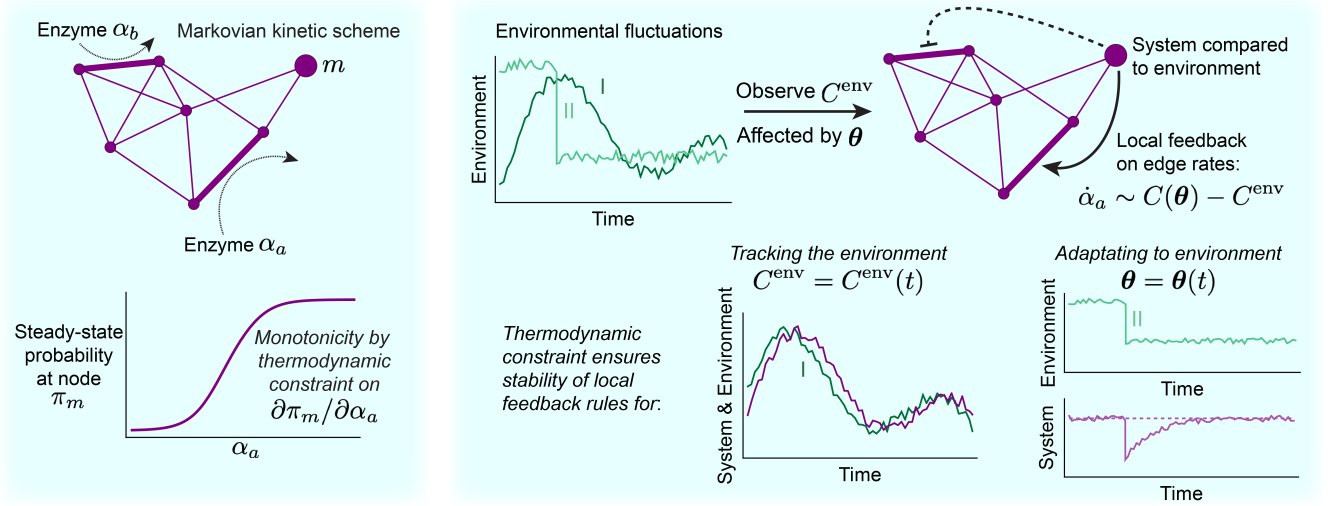 Enzyme α_b
Markovian kinetic scheme
m
Enzyme α_a
Steady-state
probability
at node
π_m
Monotonicity by
thermodynamic
constraint on
∂π_m/∂α_a
α_a
Environmental fluctuations
Environment
I
II
Time
Observe C^env
Affected by θ
System compared
to environment
Local feedback
on edge rates:
α̇_a ∼ C(θ) − C^env
Thermodynamic
constraint ensures
stability of local
feedback rules for:
Tracking the environment
C^env = C^env(t)
System & Environment
I
Time
Adaptating to environment
θ = θ(t)
Environment
II
Time
System
Time